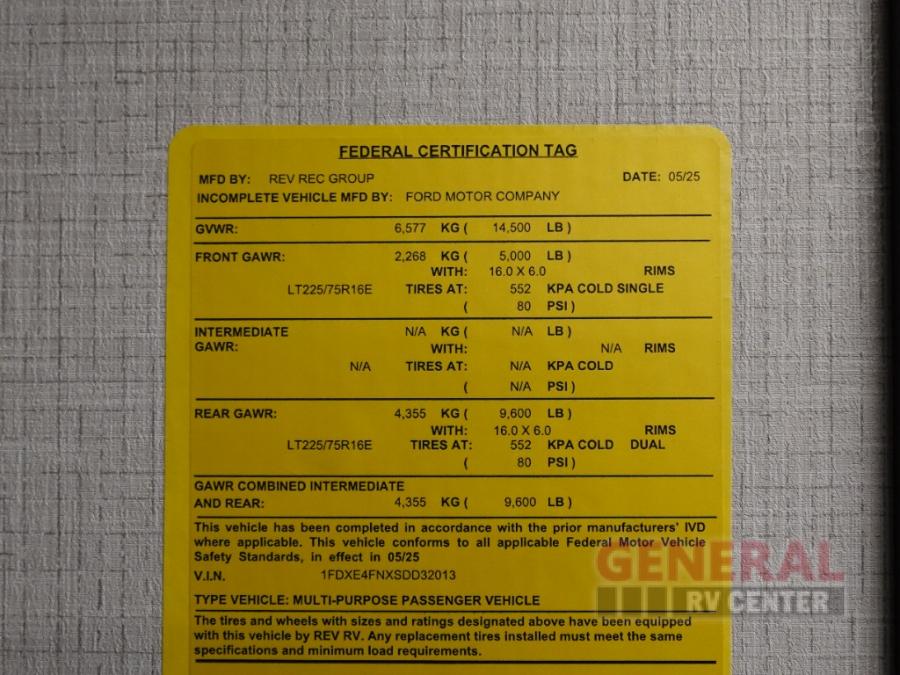 FEDERAL CERTIFICATION TAG
MFD BY: REV REC GROUP DATE: 05/25
INCOMPLETE VEHICLE MFD BY: FORD MOTOR COMPANY
GVWR: 6,577 KG ( 14,500 LB )
FRONT GAWR: 2,268 KG ( 5,000 LB )
WITH: 16.0 X 6.0 RIMS
LT225/75R16E TIRES AT: 552 KPA COLD SINGLE
( 80 PSI )
INTERMEDIATE N/A KG ( N/A LB )
GAWR: WITH: N/A RIMS
N/A TIRES AT: N/A KPA COLD
( N/A PSI )
REAR GAWR: 4,355 KG ( 9,600 LB )
WITH: 16.0 X 6.0 RIMS
LT225/75R16E TIRES AT: 552 KPA COLD DUAL
( 80 PSI )
GAWR COMBINED INTERMEDIATE
AND REAR: 4,355 KG ( 9,600 LB )
This vehicle has been completed in accordance with the prior manufacturers' IVD
where applicable. This vehicle conforms to all applicable Federal Motor Vehicle
Safety Standards, in effect in 05/25
V.I.N. 1FDXE4FNXSDD32013
TYPE VEHICLE: MULTI-PURPOSE PASSENGER VEHICLE
The tires and wheels with sizes and ratings designated above have been equipped
with this vehicle by REV RV. Any replacement tires installed must meet the same
specifications and minimum load requirements.
GENERAL
RV CENTER